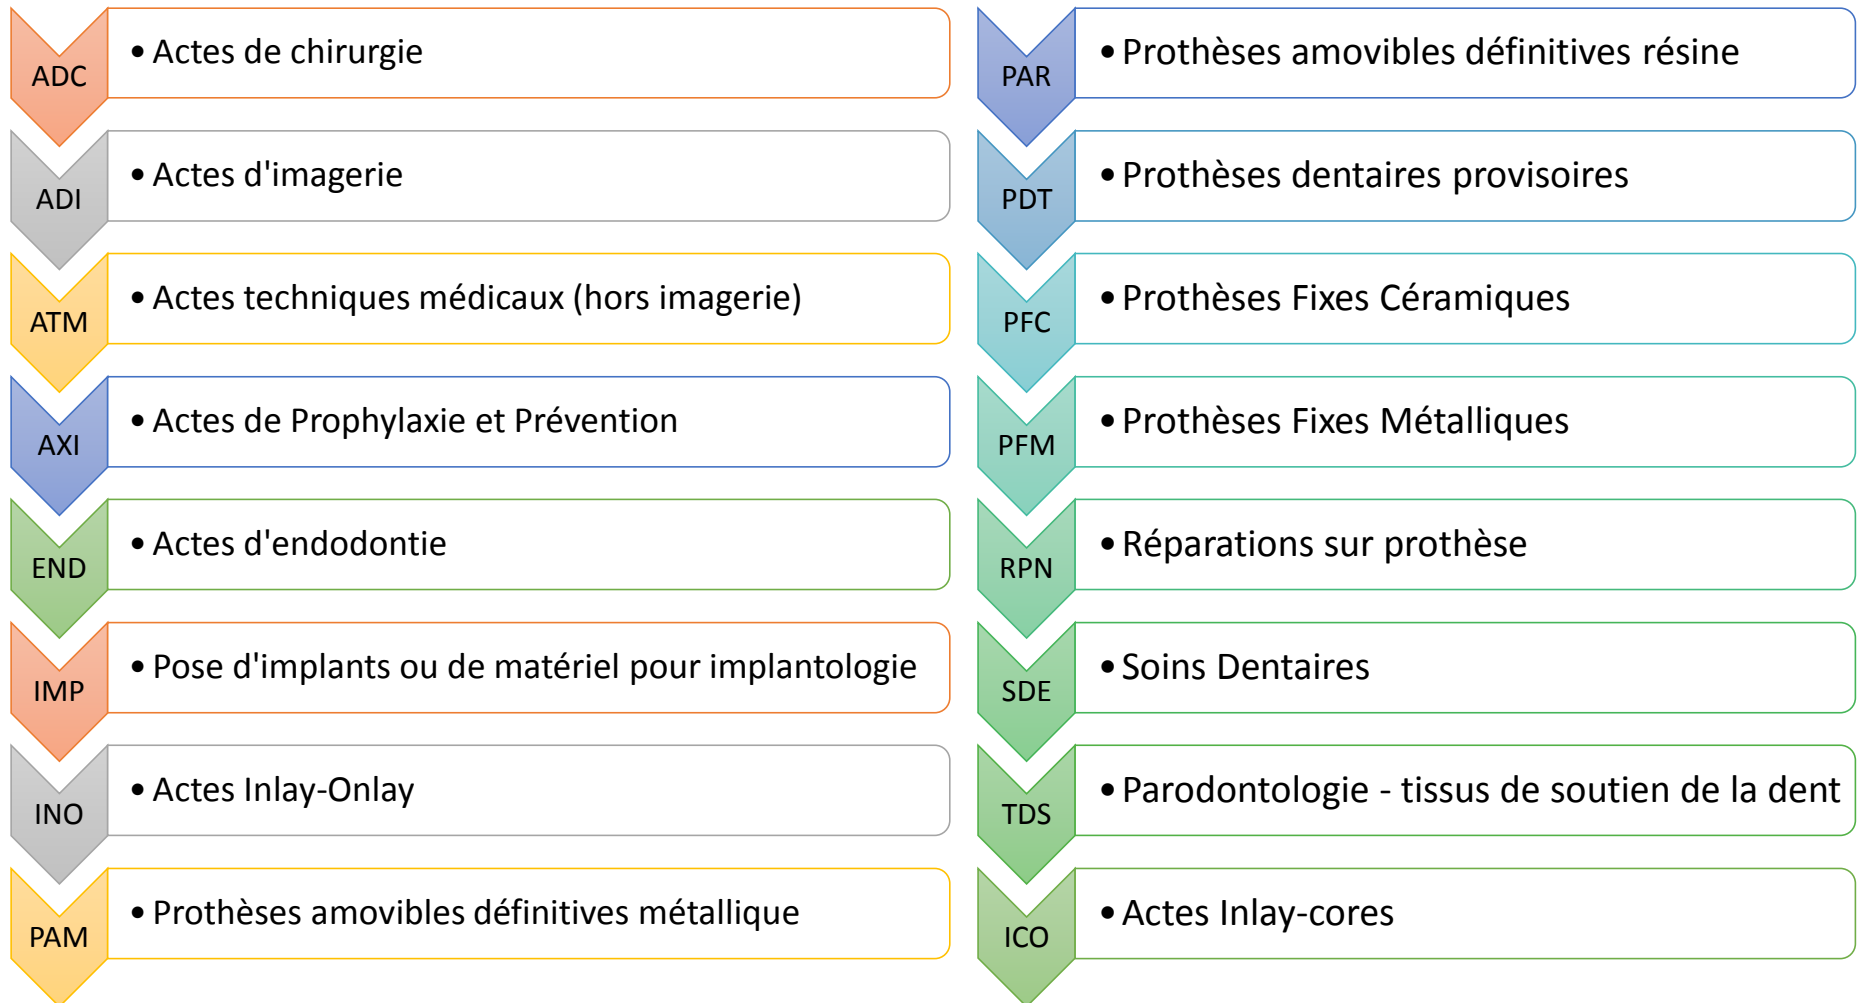 ADC
• Actes de chirurgie
ADI
• Actes d'imagerie
ATM
• Actes techniques médicaux (hors imagerie)
AXI
• Actes de Prophylaxie et Prévention
END
• Actes d'endodontie
IMP
• Pose d'implants ou de matériel pour implantologie
INO
• Actes Inlay-Onlay
PAM
• Prothèses amovibles définitives métallique
PAR
• Prothèses amovibles définitives résine
PDT
• Prothèses dentaires provisoires
PFC
• Prothèses Fixes Céramiques
PFM
• Prothèses Fixes Métalliques
RPN
• Réparations sur prothèse
SDE
• Soins Dentaires
TDS
• Parodontologie - tissus de soutien de la dent
ICO
• Actes Inlay-cores